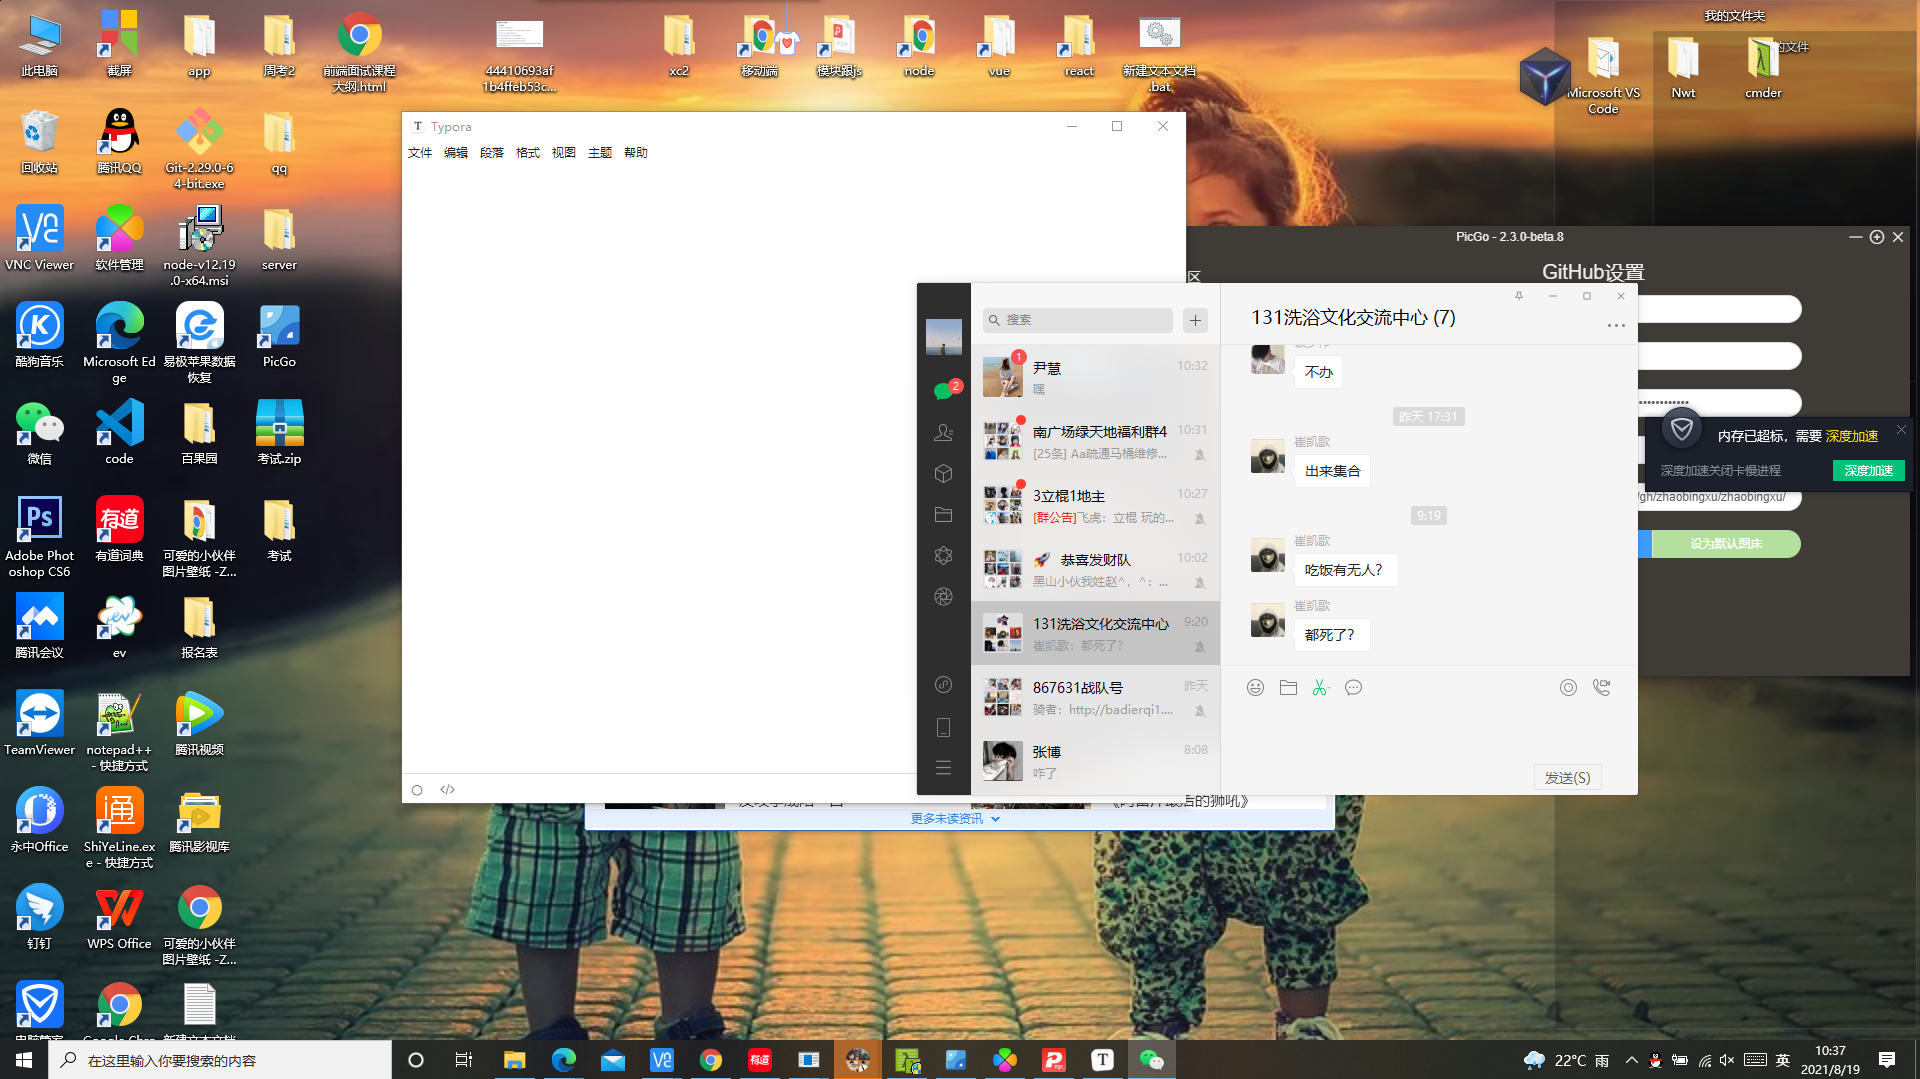 此电脑
截屏
app
周考2
前端面试课程
大纲.html
44410693af
1b4ffeb53c...
xc2
移动端
模块跟js
node
vue
react
新建文本文档
.bat
我的文件夹
的文件
Microsoft VS
Code
Nwt
cmder
回收站
腾讯QQ
Git-2.29.0-6
4-bit.exe
qq
VNC Viewer
软件管理
node-v12.19
.0-x64.msi
server
酷狗音乐
Microsoft Ed
ge
易极苹果数据
恢复
PicGo
微信
code
百果园
考试.zip
Adobe Phot
oshop CS6
有道词典
可爱的小伙伴
图片壁纸 -Z...
考试
腾讯会议
ev
报名表
TeamViewer
notepad++
- 快捷方式
腾讯视频
永中Office
ShiYeLine.ex
e - 快捷方式
腾讯影视库
钉钉
WPS Office
可爱的小伙伴
图片壁纸 -Z...
Typora
文件 编辑 段落 格式 视图 主题 帮助
PicGo - 2.3.0-beta.8
区
GitHub设置
/gh/zhaobingxu/zhaobingxu/
设为默认图床
内存已超标，需要 深度加速
深度加速关闭卡慢进程
深度加速
搜索
2
1
尹慧
10:32
嘿
南广场绿天地福利群4
10:31
[25条] Aa疏通马桶维修...
3立棍1地主
10:27
[群公告]飞虎：立棍 玩的...
恭喜发财队
10:02
黑山小伙我姓赵^，^：...
131洗浴文化交流中心
9:20
崔凯歌：都死了？
867631战队号
昨天
骑者：http://badierqi1....
张博
8:08
咋了
131洗浴文化交流中心 (7)
不办
昨天 17:31
崔凯歌
出来集合
9:19
崔凯歌
吃饭有无人？
崔凯歌
都死了？
发送(S)
更多未读资讯
在这里输入你要搜索的内容
22°C 雨
英
10:37
2021/8/19